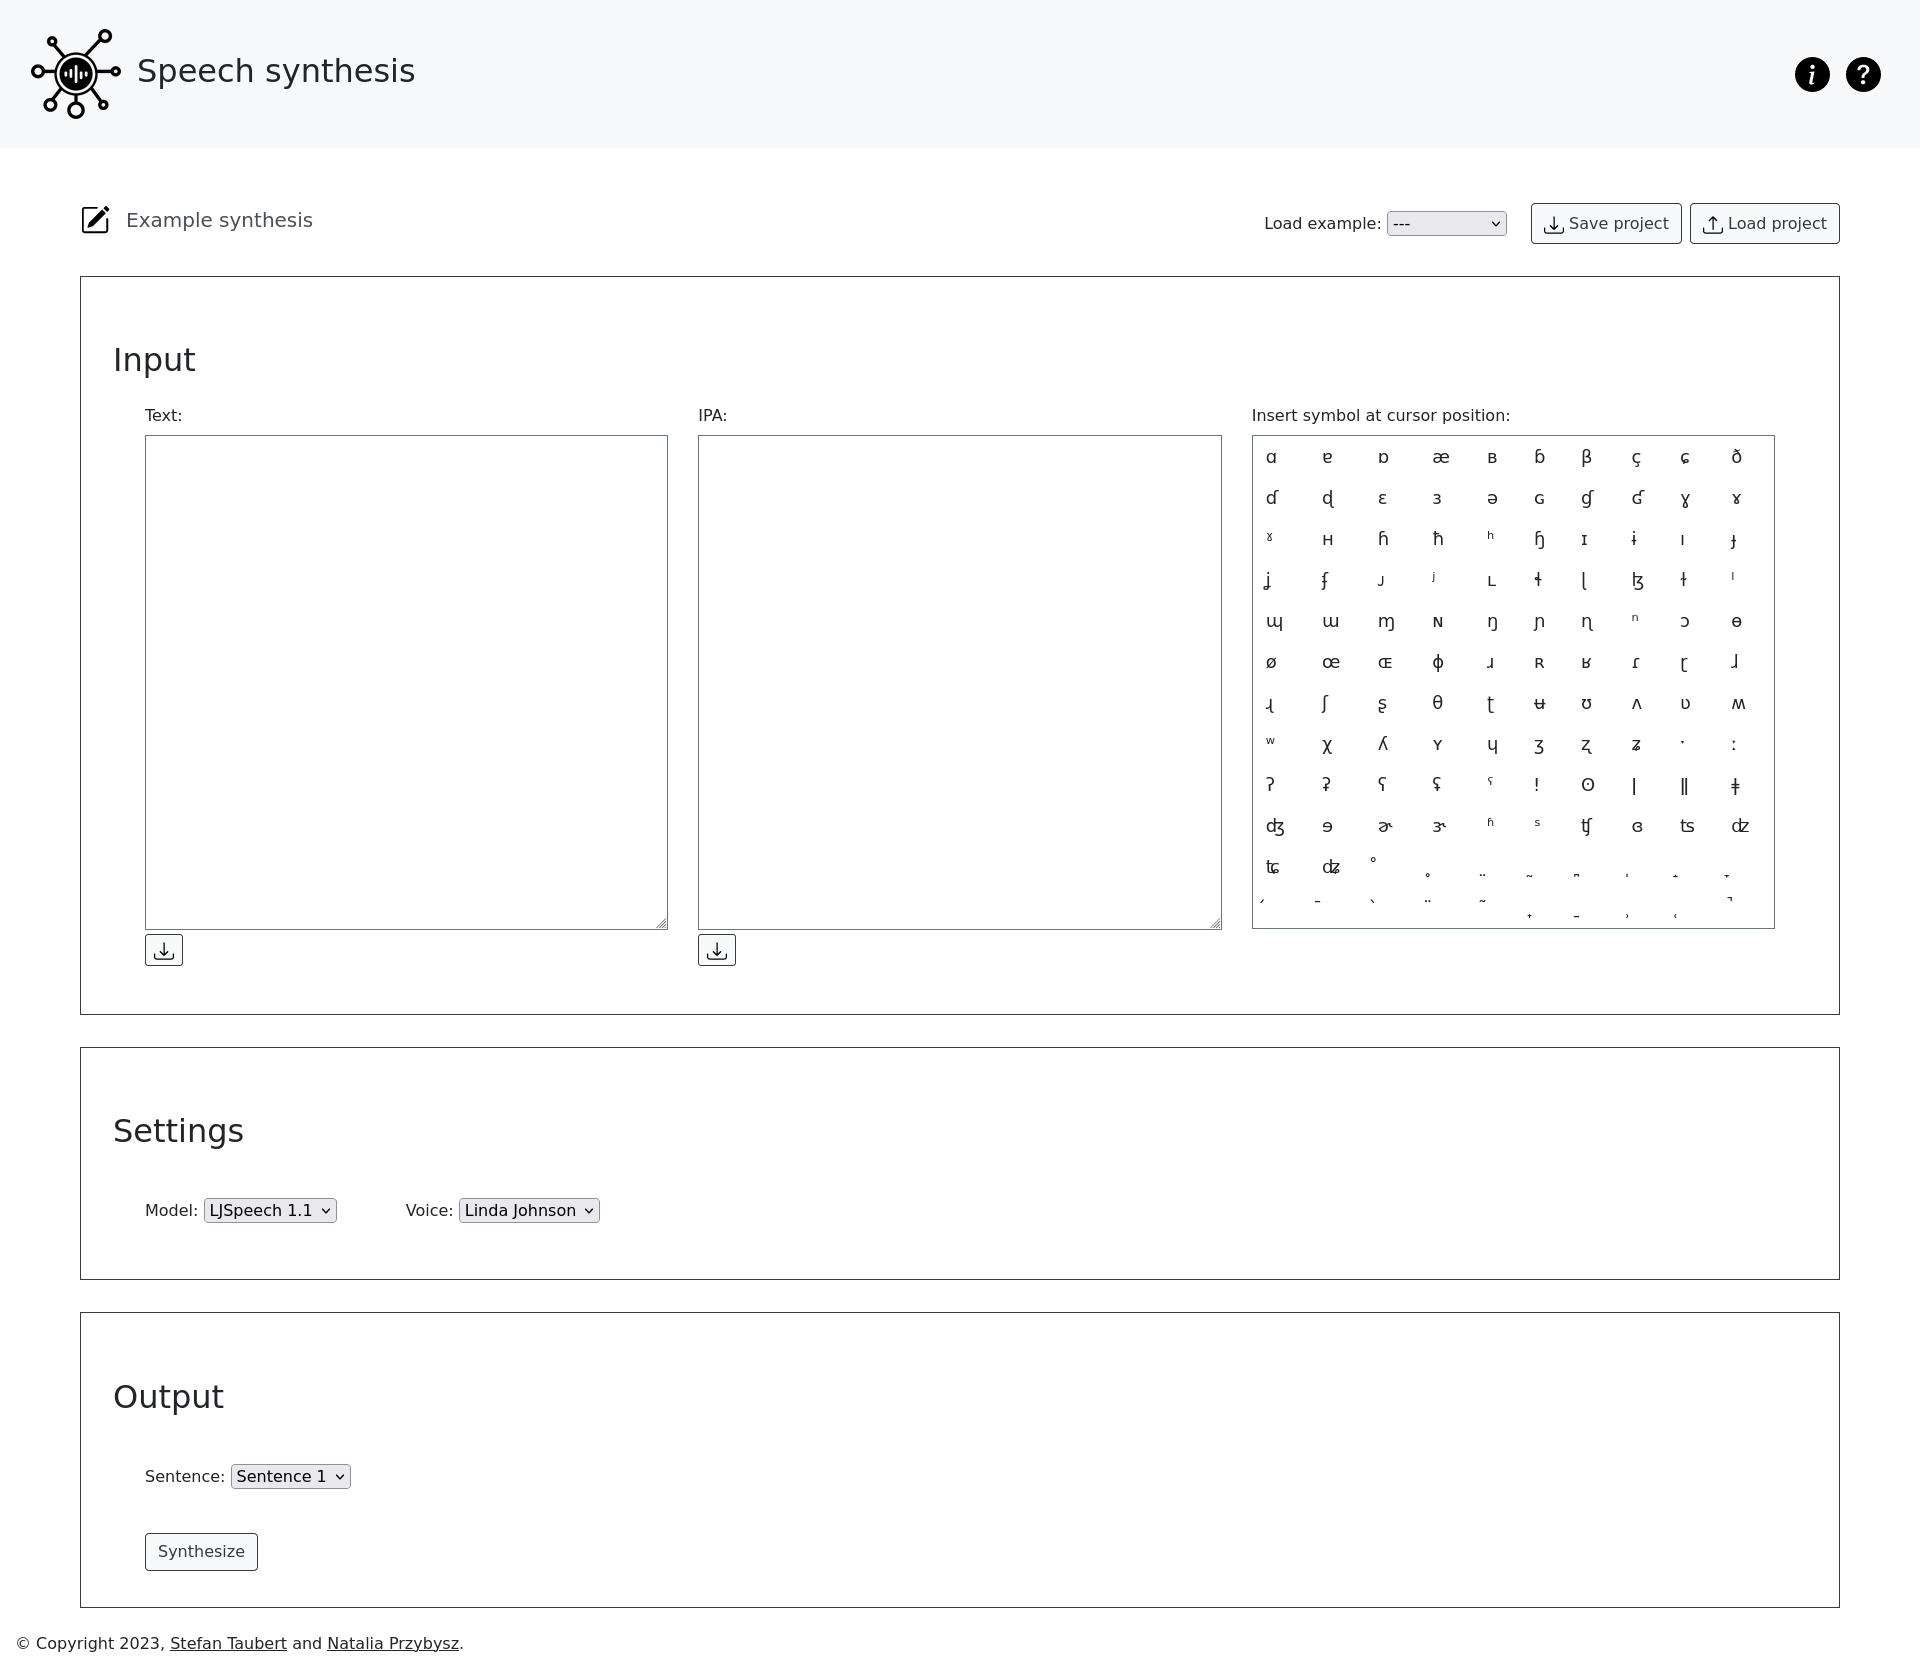 Speech synthesis
Example synthesis
Load example: --- Save project Load project
Input
Text: IPA: Insert symbol at cursor position:
ɑ ɐ ɒ æ ʙ ɓ β ç ɕ ð
ɗ ɖ ɛ ɜ ə ɢ ɠ ʛ ɣ ɤ
ˠ ʜ ɦ ħ ʰ ɧ ɪ ɨ ı ɟ
ʝ ʄ ᴊ ʲ ʟ ɬ ɭ ɮ ɫ ˡ
ɰ ɯ ɱ ɴ ŋ ɲ ɳ ⁿ ɔ ɵ
ø œ ɶ ɸ ɹ ʀ ʁ ɾ ɽ ɺ
ɻ ʃ ʂ θ ʈ ʉ ʊ ʌ ʋ ʍ
ʷ χ ʎ ʏ ɥ ʒ ʐ ʑ ˑ ː
ʔ ʡ ʕ ʢ ˤ ! ʘ ǀ ǁ ǂ
ʤ ɘ ɚ ɝ ʱ ˢ ʧ ɞ ʦ ʣ
ʨ ʥ
Settings
Model: LJSpeech 1.1 Voice: Linda Johnson
Output
Sentence: Sentence 1
Synthesize
© Copyright 2023, Stefan Taubert and Natalia Przybysz.